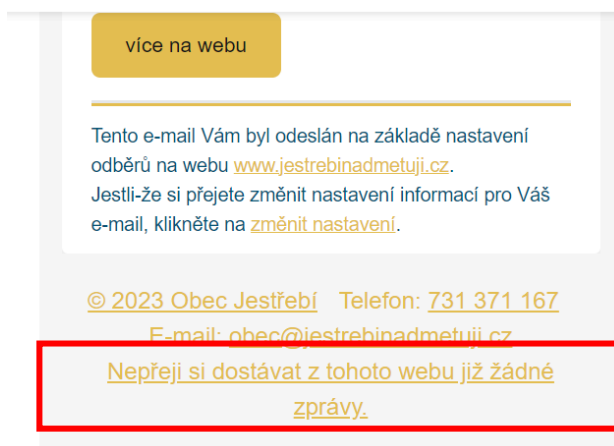 více na webu
Tento e-mail Vám byl odeslán na základě nastavení
odběrů na webu www.jestrebinadmetuji.cz.
Jestli-že si přejete změnit nastavení informací pro Váš
e-mail, klikněte na změnit nastavení.
© 2023 Obec Jestřebí Telefon: 731 371 167
E-mail: obec@jestrebinadmetuji.cz
Nepřeji si dostávat z tohoto webu již žádné
zprávy.